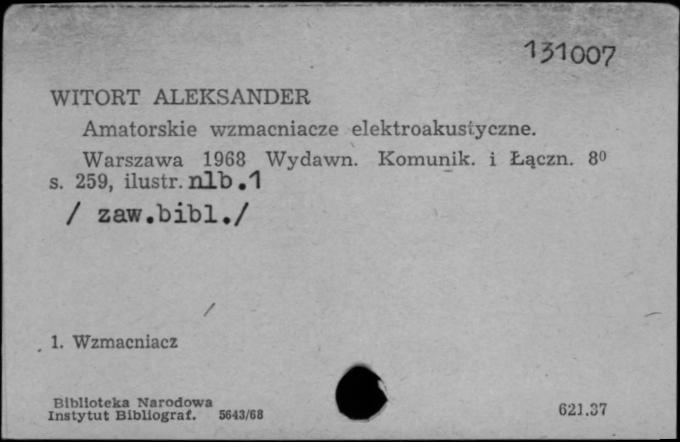 131007
WITORT ALEKSANDER
Amatorskie wzmacniacze elektroakustyczne.
Warszawa 1968 Wydawn. Komunik. i Łączn. 8⁰
s. 259, ilustr. nlb.1
/ zaw.bibl./
1. Wzmacniacz
Biblioteka Narodowa
Instytut Bibliograf. 5643/68
621.37